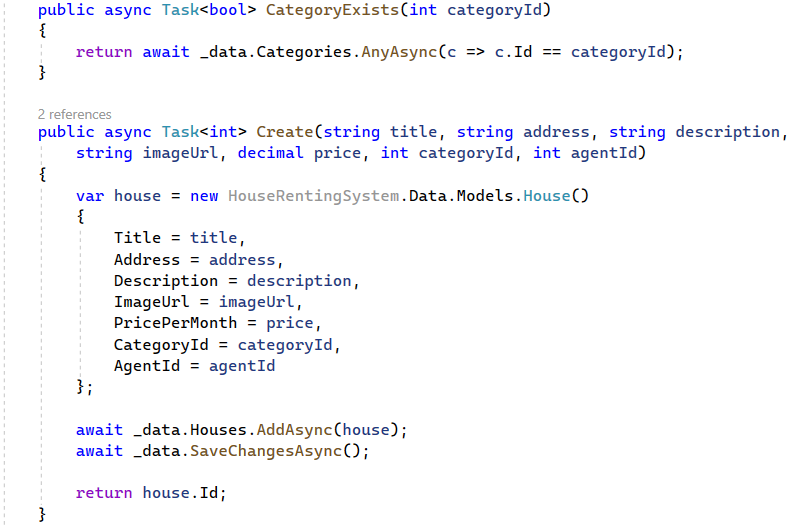 public async Task<bool> CategoryExists(int categoryId)
{
    return await _data.Categories.AnyAsync(c => c.Id == categoryId);
}
2 references
public async Task<int> Create(string title, string address, string description,
    string imageUrl, decimal price, int categoryId, int agentId)
{
    var house = new HouseRentingSystem.Data.Models.House()
    {
        Title = title,
        Address = address,
        Description = description,
        ImageUrl = imageUrl,
        PricePerMonth = price,
        CategoryId = categoryId,
        AgentId = agentId
    };
    await _data.Houses.AddAsync(house);
    await _data.SaveChangesAsync();
    return house.Id;
}